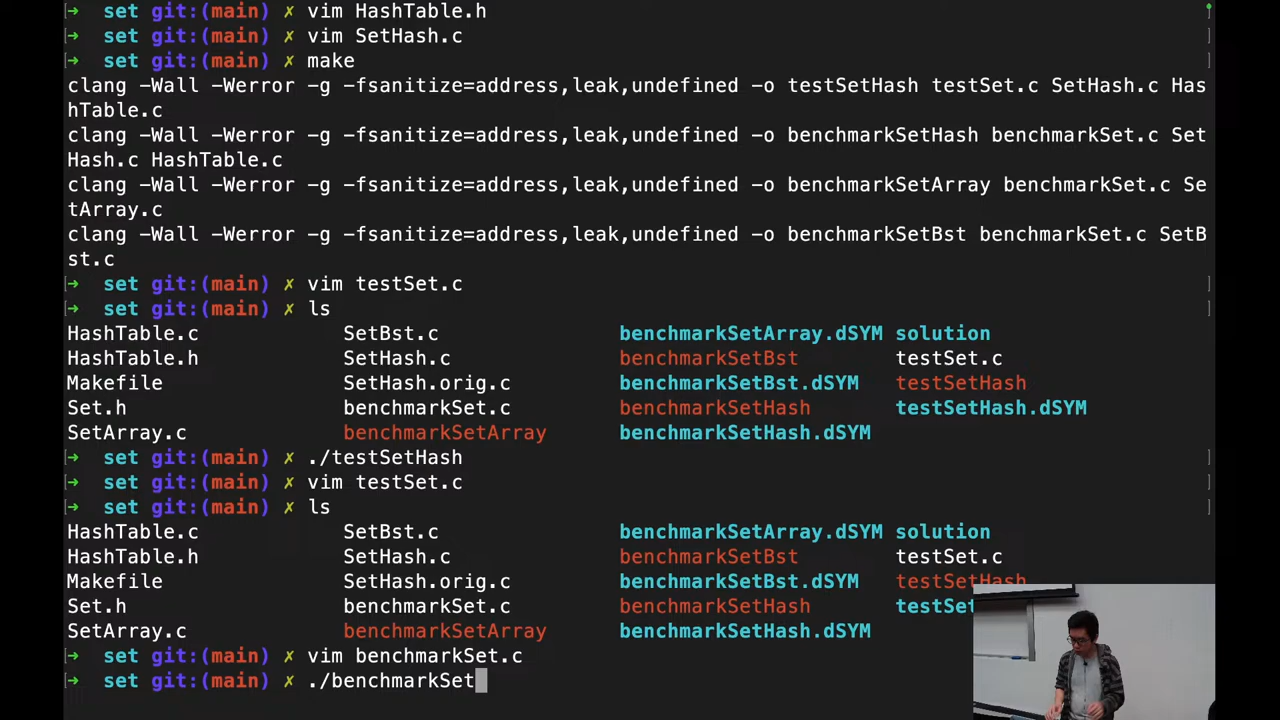 → set git:(main) ✗ vim HashTable.h
→ set git:(main) ✗ vim SetHash.c
→ set git:(main) ✗ make
clang -Wall -Werror -g -fsanitize=address,leak,undefined -o testSetHash testSet.c SetHash.c Has
hTable.c
clang -Wall -Werror -g -fsanitize=address,leak,undefined -o benchmarkSetHash benchmarkSet.c Set
Hash.c HashTable.c
clang -Wall -Werror -g -fsanitize=address,leak,undefined -o benchmarkSetArray benchmarkSet.c Se
tArray.c
clang -Wall -Werror -g -fsanitize=address,leak,undefined -o benchmarkSetBst benchmarkSet.c SetB
st.c
→ set git:(main) ✗ vim testSet.c
→ set git:(main) ✗ ls
HashTable.c SetBst.c benchmarkSetArray.dSYM solution
HashTable.h SetHash.c benchmarkSetBst testSet.c
Makefile SetHash.orig.c benchmarkSetBst.dSYM testSetHash
Set.h benchmarkSet.c benchmarkSetHash testSetHash.dSYM
SetArray.c benchmarkSetArray benchmarkSetHash.dSYM
→ set git:(main) ✗ ./testSetHash
→ set git:(main) ✗ vim testSet.c
→ set git:(main) ✗ ls
HashTable.c SetBst.c benchmarkSetArray.dSYM solution
HashTable.h SetHash.c benchmarkSetBst testSet.c
Makefile SetHash.orig.c benchmarkSetBst.dSYM testSetHash
Set.h benchmarkSet.c benchmarkSetHash testSet
SetArray.c benchmarkSetArray benchmarkSetHash.dSYM
→ set git:(main) ✗ vim benchmarkSet.c
→ set git:(main) ✗ ./benchmarkSet